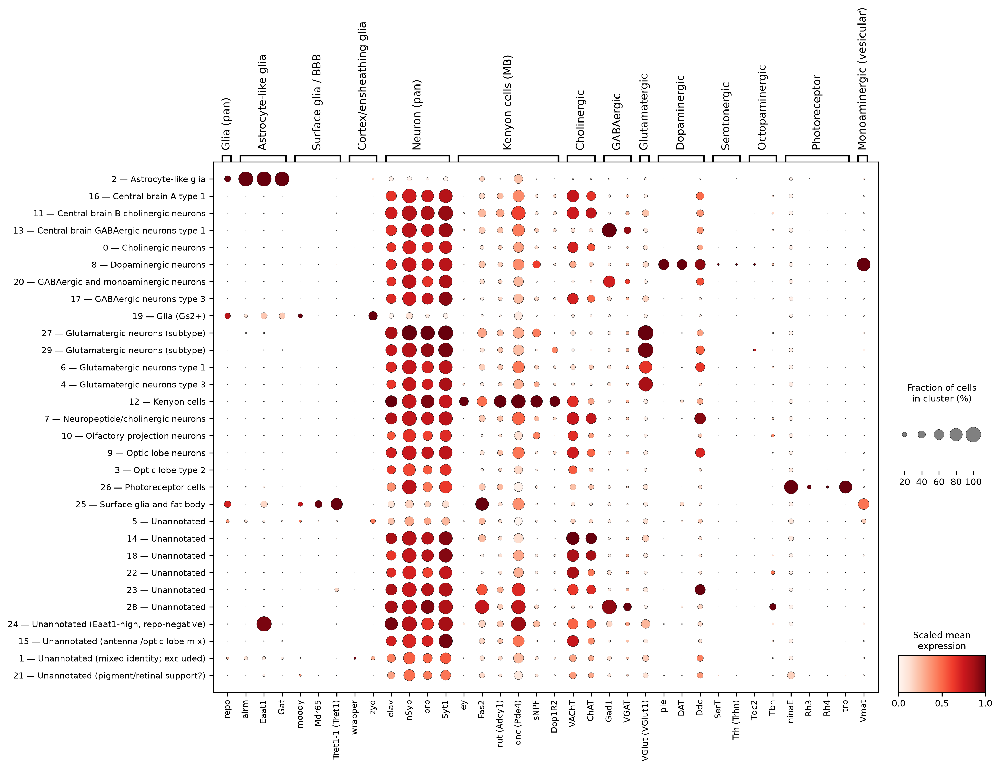 Glia (pan)
Astrocyte-like glia
Surface glia / BBB
Cortex/ensheathing glia
Neuron (pan)
Kenyon cells (MB)
Cholinergic
GABAergic
Glutamatergic
Dopaminergic
Serotonergic
Octopaminergic
Photoreceptor
Monoaminergic (vesicular)
2 — Astrocyte-like glia
16 — Central brain A type 1
11 — Central brain B cholinergic neurons
13 — Central brain GABAergic neurons type 1
0 — Cholinergic neurons
8 — Dopaminergic neurons
20 — GABAergic and monoaminergic neurons
17 — GABAergic neurons type 3
19 — Glia (Gs2+)
27 — Glutamatergic neurons (subtype)
29 — Glutamatergic neurons (subtype)
6 — Glutamatergic neurons type 1
4 — Glutamatergic neurons type 3
12 — Kenyon cells
7 — Neuropeptide/cholinergic neurons
10 — Olfactory projection neurons
9 — Optic lobe neurons
3 — Optic lobe type 2
26 — Photoreceptor cells
25 — Surface glia and fat body
5 — Unannotated
14 — Unannotated
18 — Unannotated
22 — Unannotated
23 — Unannotated
28 — Unannotated
24 — Unannotated (Eaat1-high, repo-negative)
15 — Unannotated (antennal/optic lobe mix)
1 — Unannotated (mixed identity; excluded)
21 — Unannotated (pigment/retinal support?)
repo
alrm
Eaat1
Gat
moody
Mdr65
Tret1-1 (Tret1)
wrapper
zyd
elav
nSyb
brp
Syt1
ey
Fas2
rut (Adcy1)
dnc (Pde4)
sNPF
Dop1R2
VAChT
ChAT
Gad1
VGAT
VGlut (VGlut1)
ple
DAT
Ddc
SerT
Trh (Trhn)
Tdc2
Tbh
ninaE
Rh3
Rh4
trp
Vmat
Fraction of cells
in cluster (%)
20 40 60 80 100
Scaled mean
expression
0.0 0.5 1.0